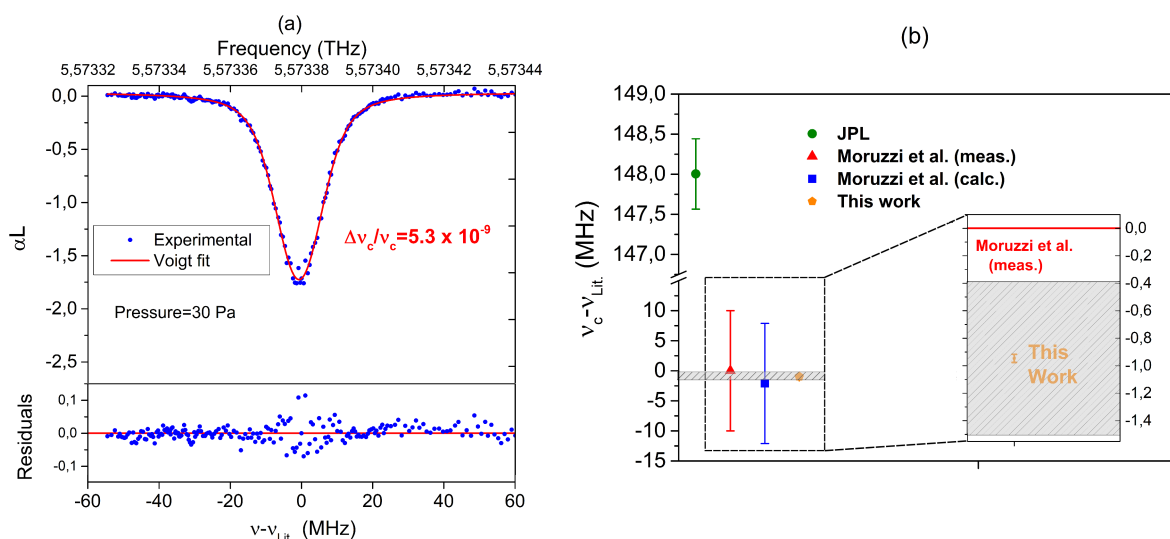 (a)
Frequency (THz)
5,57332 5,57334 5,57336 5,57338 5,57340 5,57342 5,57344
0,0
-0,5
-1,0
-1,5
-2,0
-2,5
αL
Experimental
Voigt fit
Δν_c/ν_c=5.3 x 10^-9
Pressure=30 Pa
0,1
0,0
-0,1
Residuals
-60 -40 -20 0 20 40 60
ν-ν_Lit. (MHz)
(b)
149,0
148,5
148,0
147,5
147,0
10
5
0
-5
-10
-15
ν_c-ν_Lit. (MHz)
JPL
Moruzzi et al. (meas.)
Moruzzi et al. (calc.)
This work
Moruzzi et al.
(meas.)
This
Work
0,0
-0,2
-0,4
-0,6
-0,8
-1,0
-1,2
-1,4